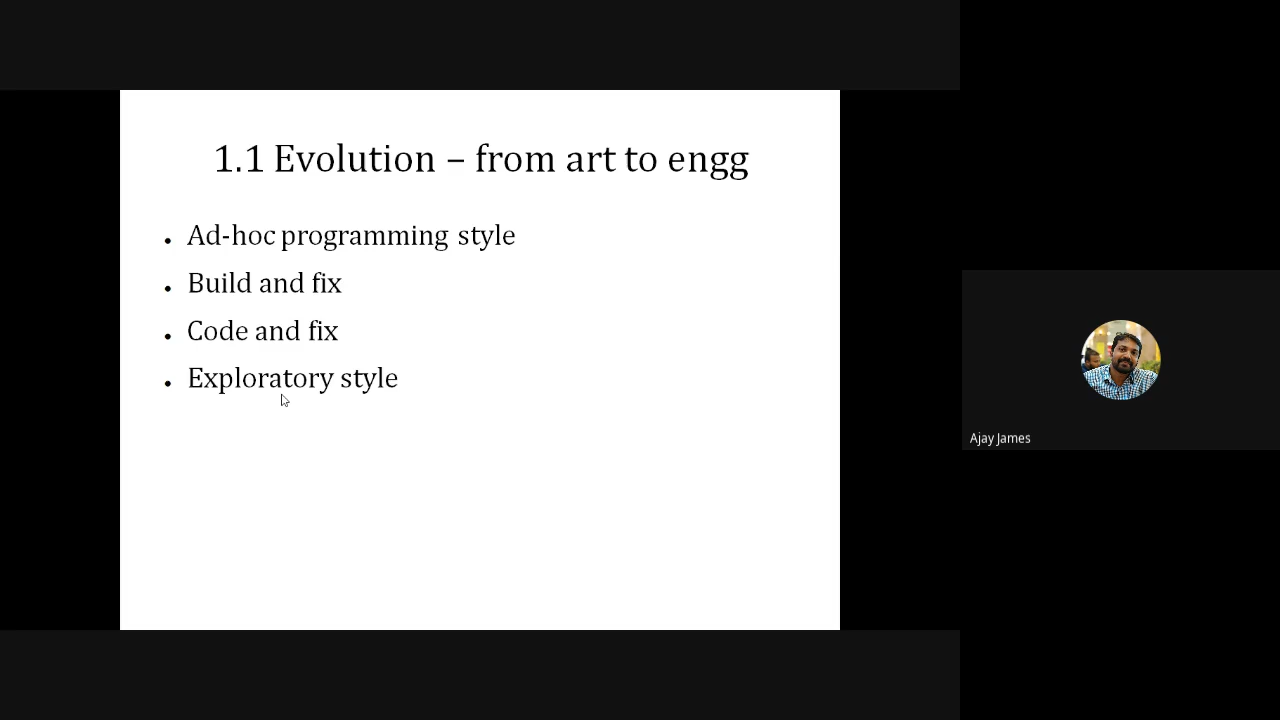 1.1 Evolution – from art to engg
• Ad-hoc programming style
• Build and fix
• Code and fix
• Exploratory style
Ajay James